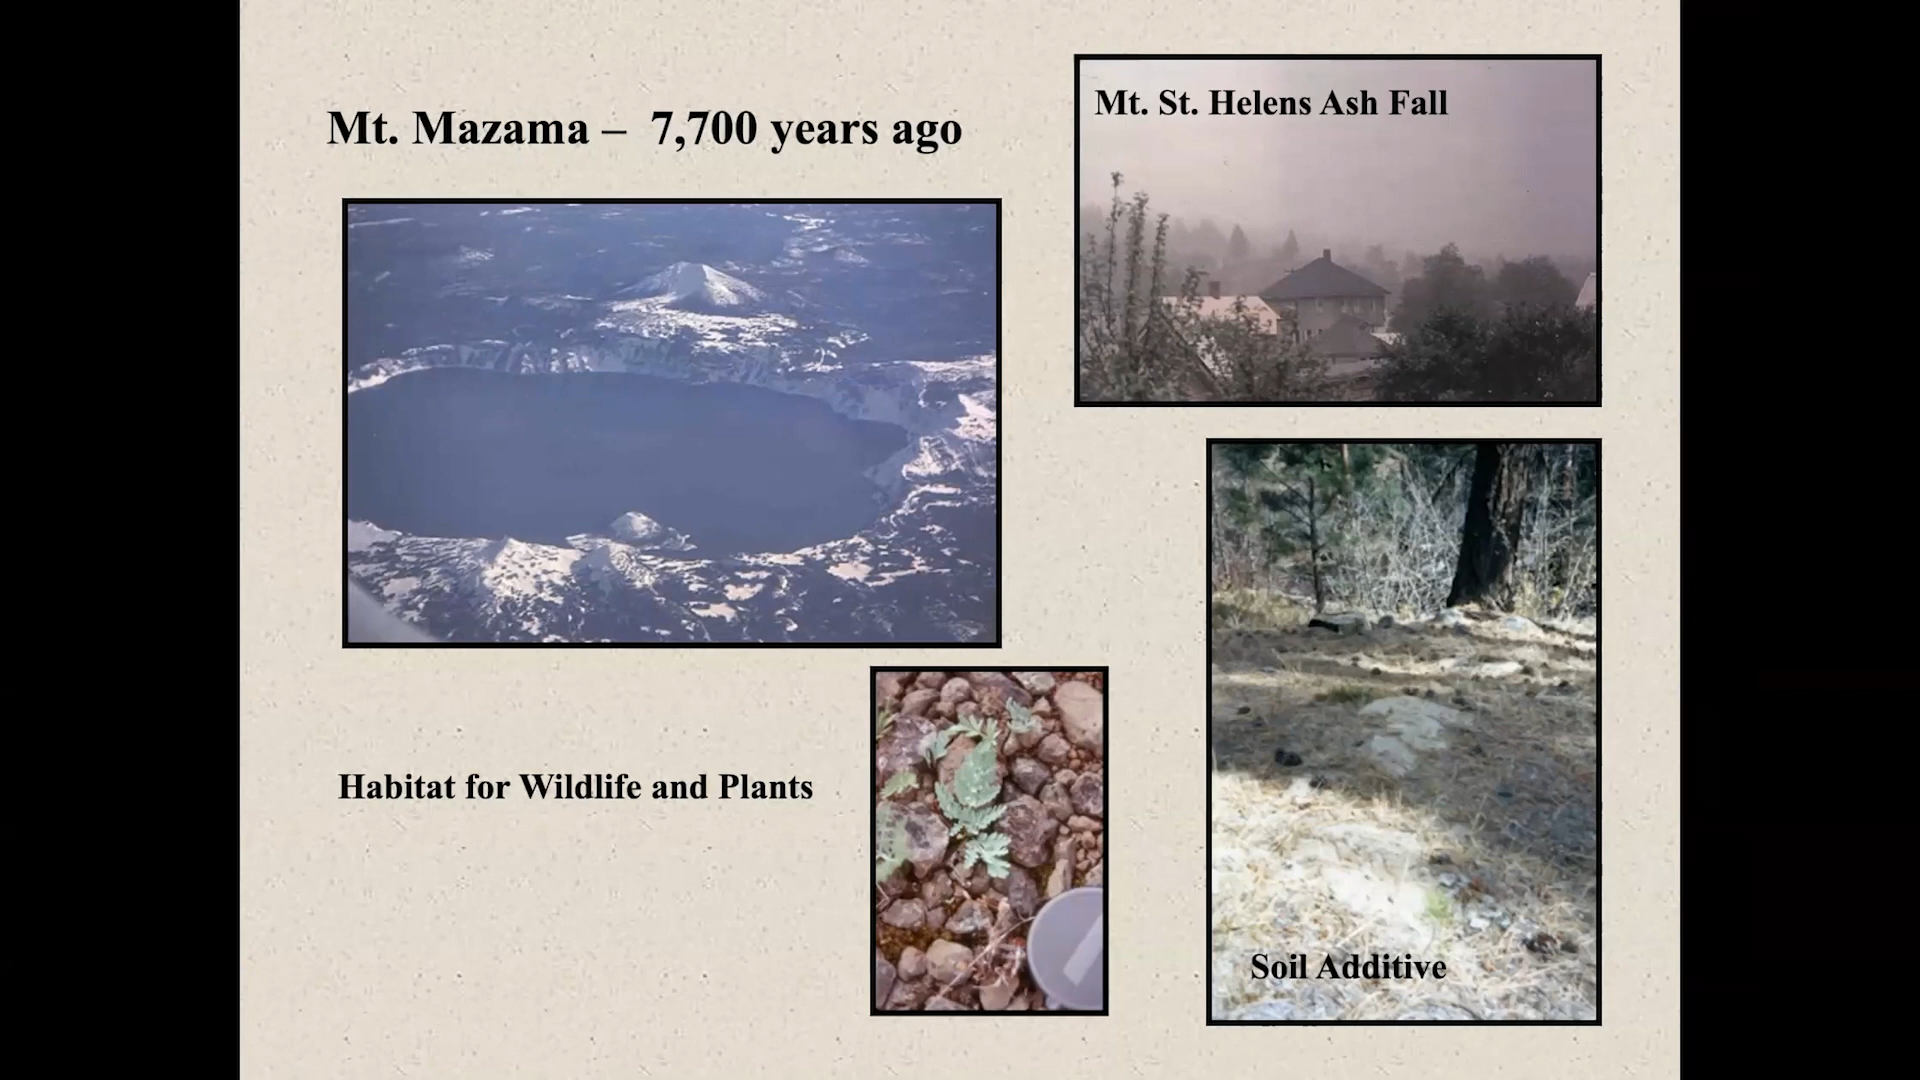 Mt. Mazama – 7,700 years ago
Mt. St. Helens Ash Fall
Habitat for Wildlife and Plants
Soil Additive